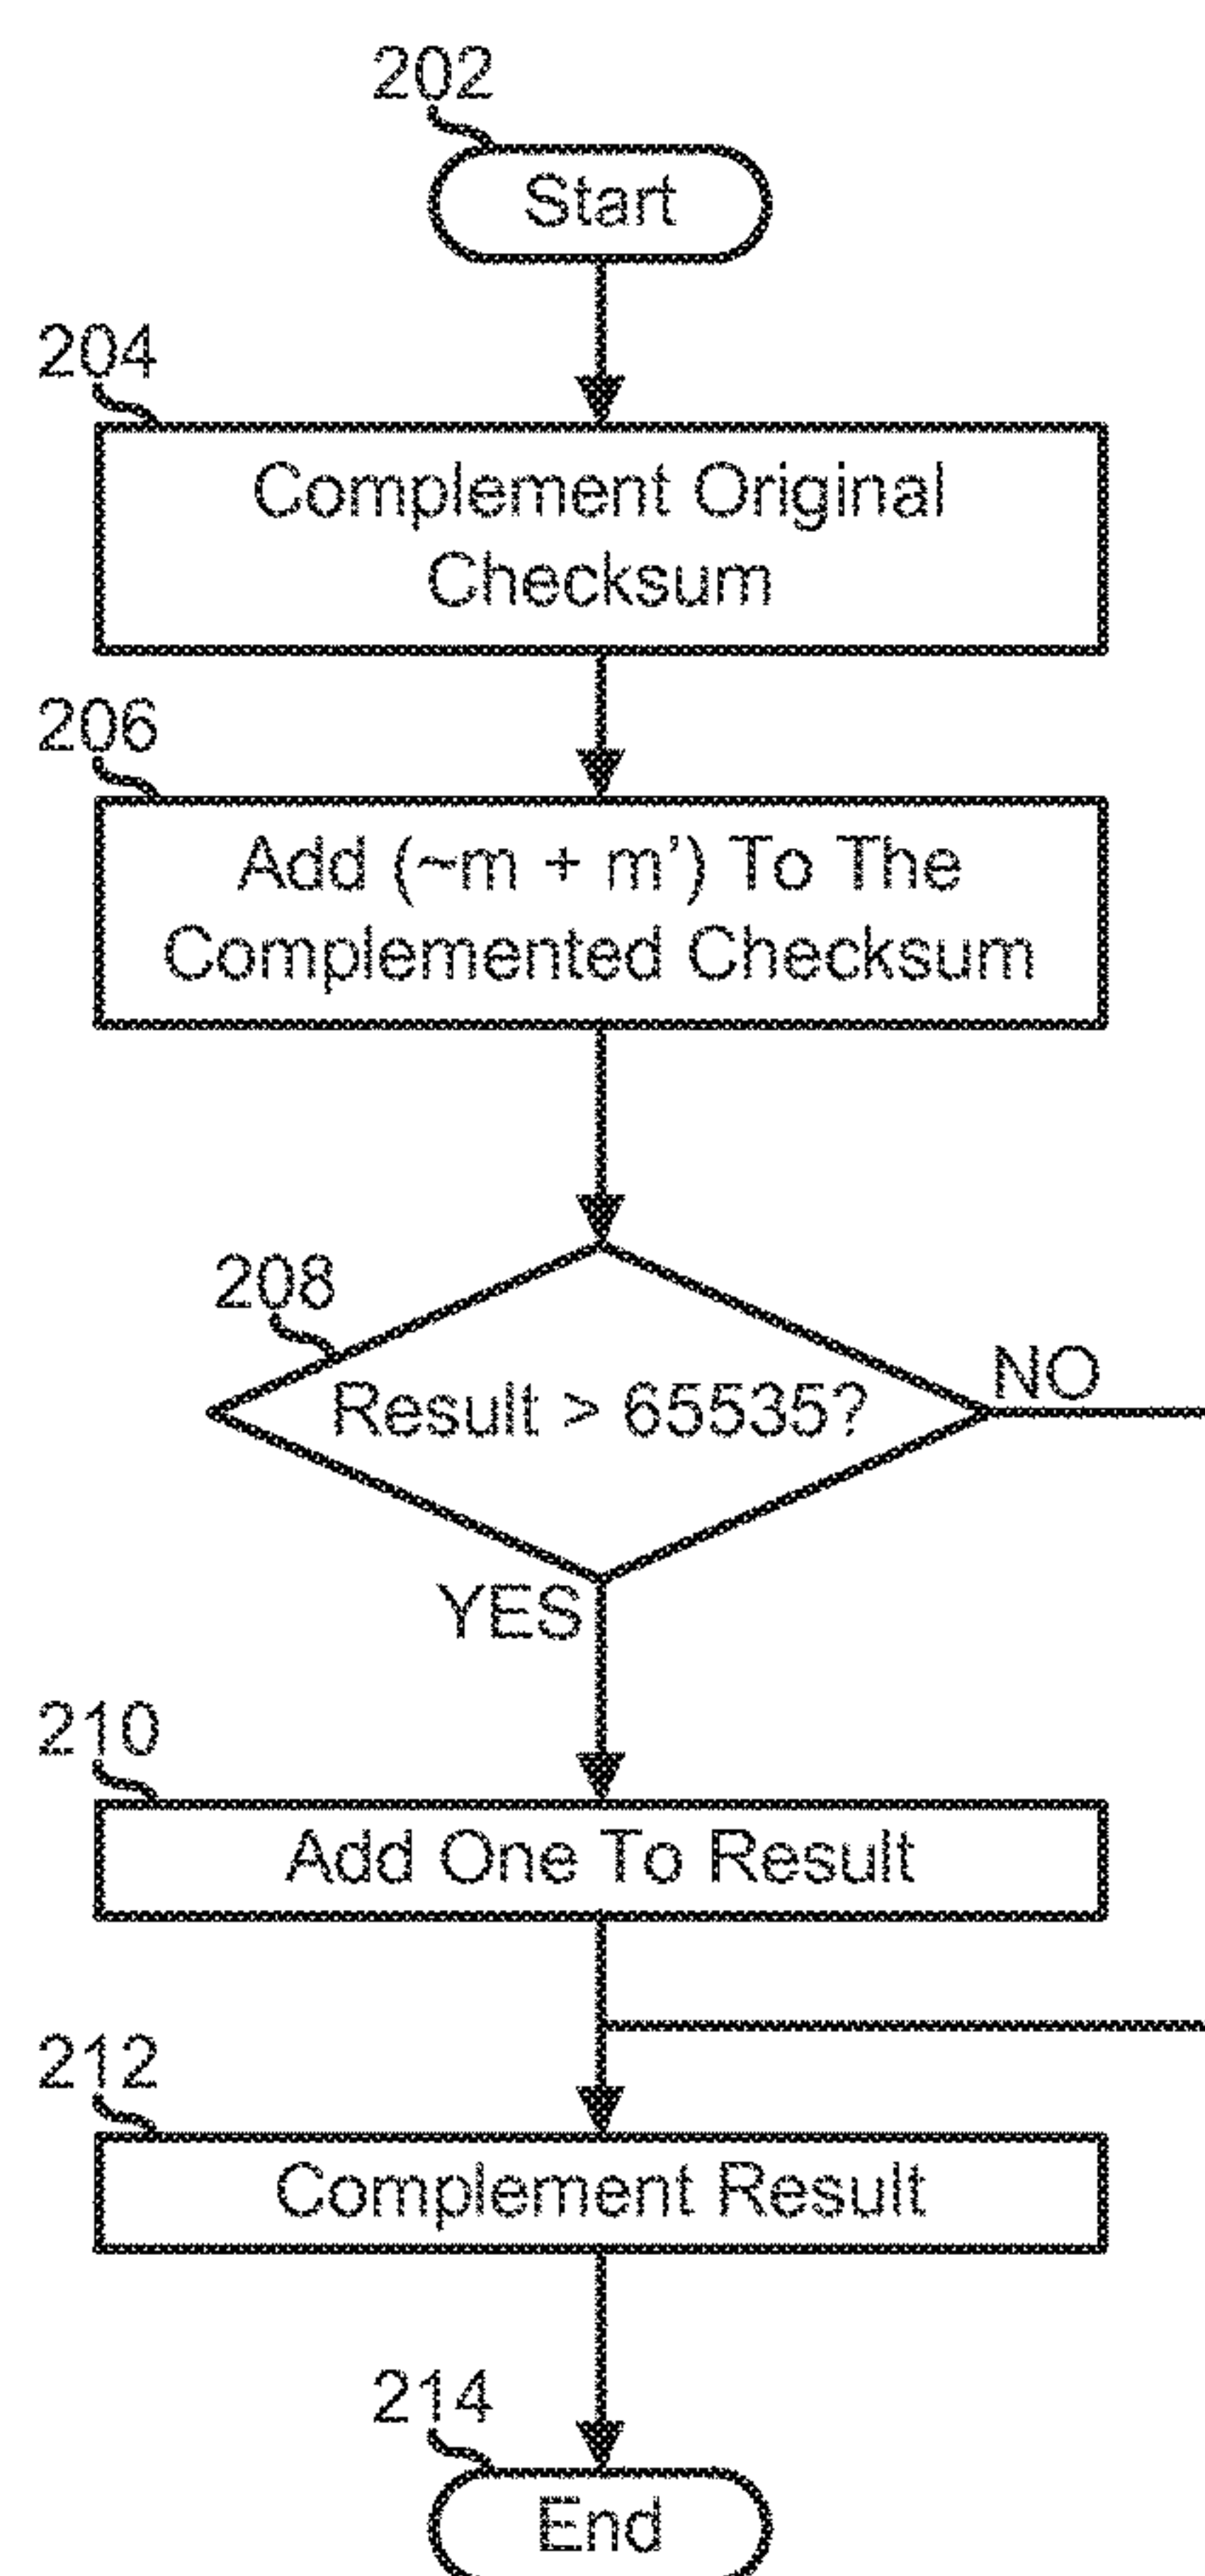 202
Start
204
Complement Original
Checksum
206
Add (~m + m') To The
Complemented Checksum
208
Result > 65535?
NO
YES
210
Add One To Result
212
Complement Result
214
End